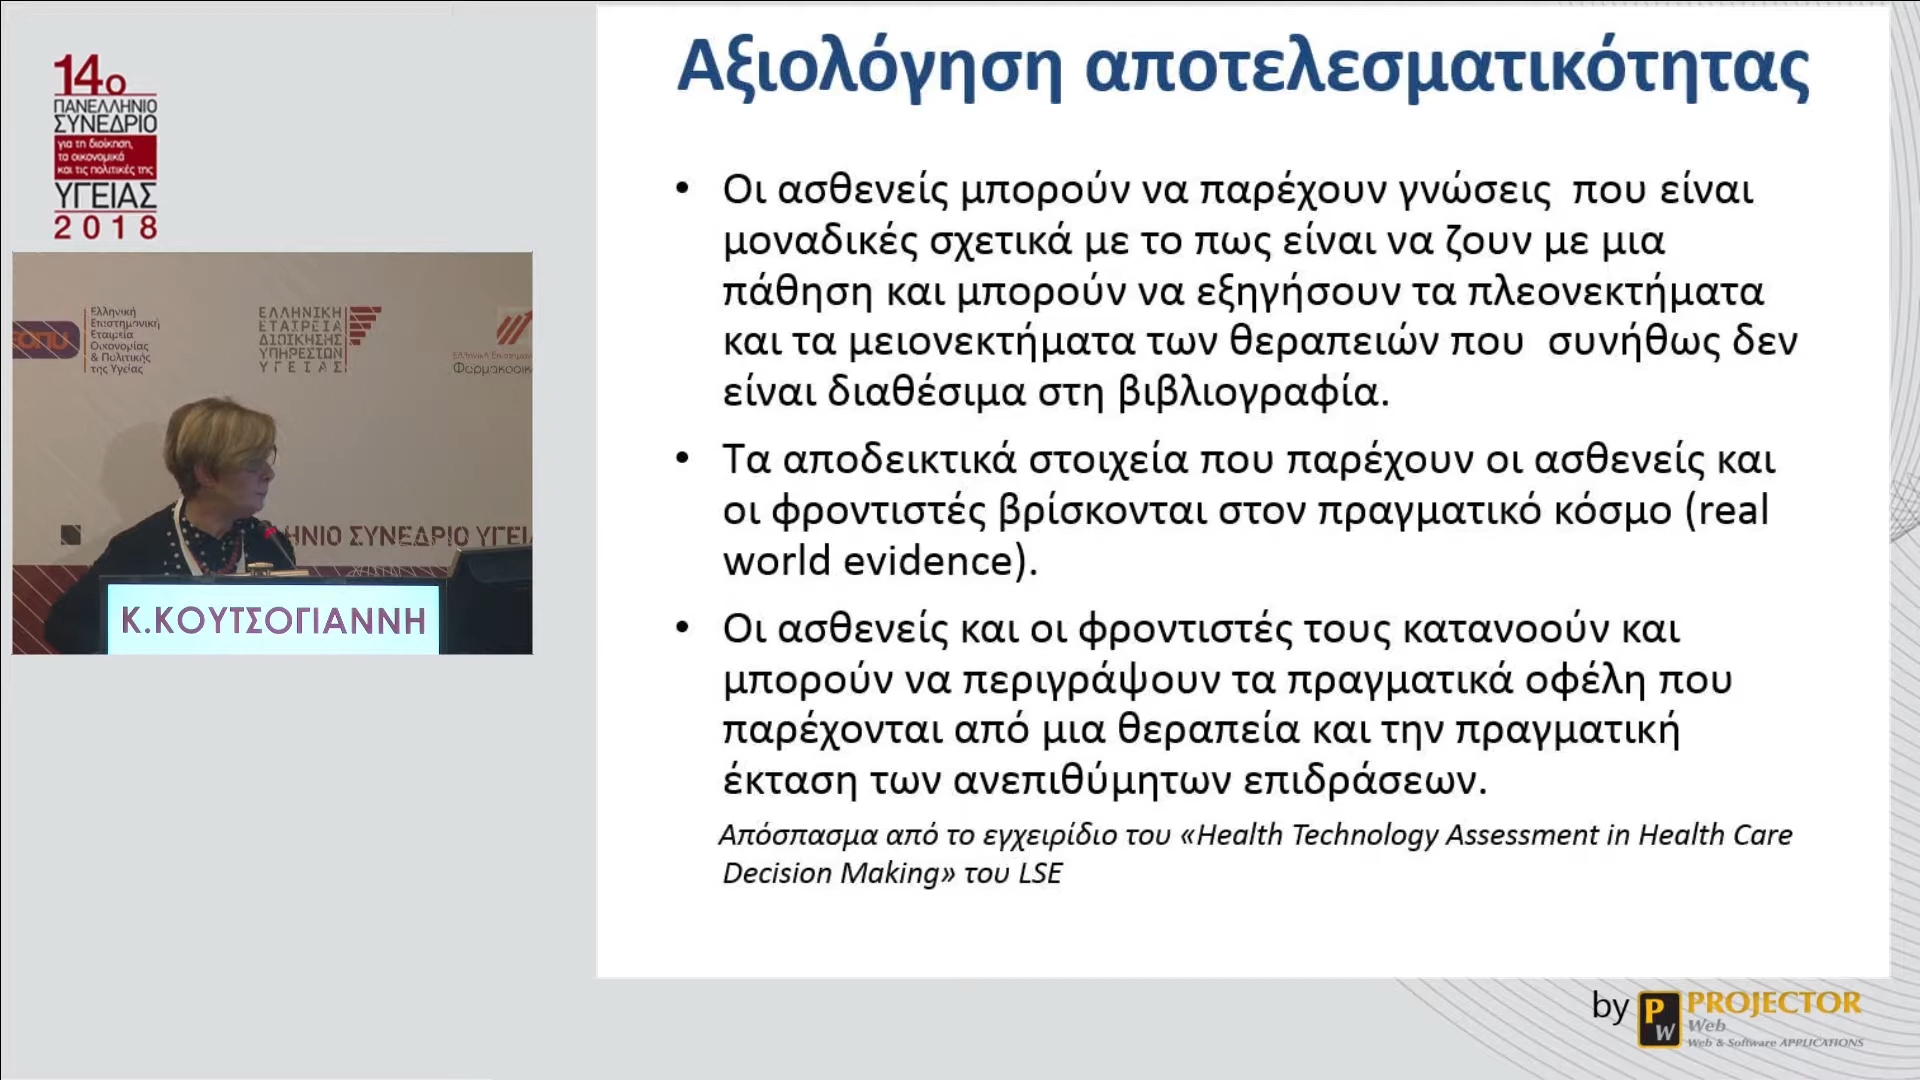 14ο
ΠΑΝΕΛΛΗΝΙΟ
ΣΥΝΕΔΡΙΟ
για τη διοίκηση,
τα οικονομικά
και τις πολιτικές της
ΥΓΕΙΑΣ
2018
Ελληνική
Επιστημονική
Εταιρεία
Οικονομίας
& Πολιτικής
της Υγείας
ΕΛΛΗΝΙΚΗ
ΕΤΑΙΡΕΙΑ
ΔΙΟΙΚΗΣΗΣ
ΥΠΗΡΕΣΙΩΝ
ΥΓΕΙΑΣ
ΗΝΙΟ ΣΥΝΕΔΡΙΟ ΥΓΕΙΑ
Κ.ΚΟΥΤΣΟΓΙΑΝΝΗ
Αξιολόγηση αποτελεσματικότητας
• Οι ασθενείς μπορούν να παρέχουν γνώσεις που είναι
μοναδικές σχετικά με το πως είναι να ζουν με μια
πάθηση και μπορούν να εξηγήσουν τα πλεονεκτήματα
και τα μειονεκτήματα των θεραπειών που συνήθως δεν
είναι διαθέσιμα στη βιβλιογραφία.
• Τα αποδεικτικά στοιχεία που παρέχουν οι ασθενείς και
οι φροντιστές βρίσκονται στον πραγματικό κόσμο (real
world evidence).
• Οι ασθενείς και οι φροντιστές τους κατανοούν και
μπορούν να περιγράψουν τα πραγματικά οφέλη που
παρέχονται από μια θεραπεία και την πραγματική
έκταση των ανεπιθύμητων επιδράσεων.
Απόσπασμα από το εγχειρίδιο του «Health Technology Assessment in Health Care
Decision Making» του LSE
by PW PROJECTOR
Web
Web & Software APPLICATIONS